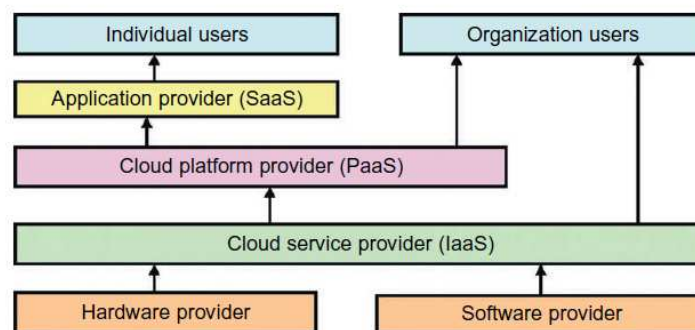 Individual users
Organization users
Application provider (SaaS)
Cloud platform provider (PaaS)
Cloud service provider (IaaS)
Hardware provider
Software provider